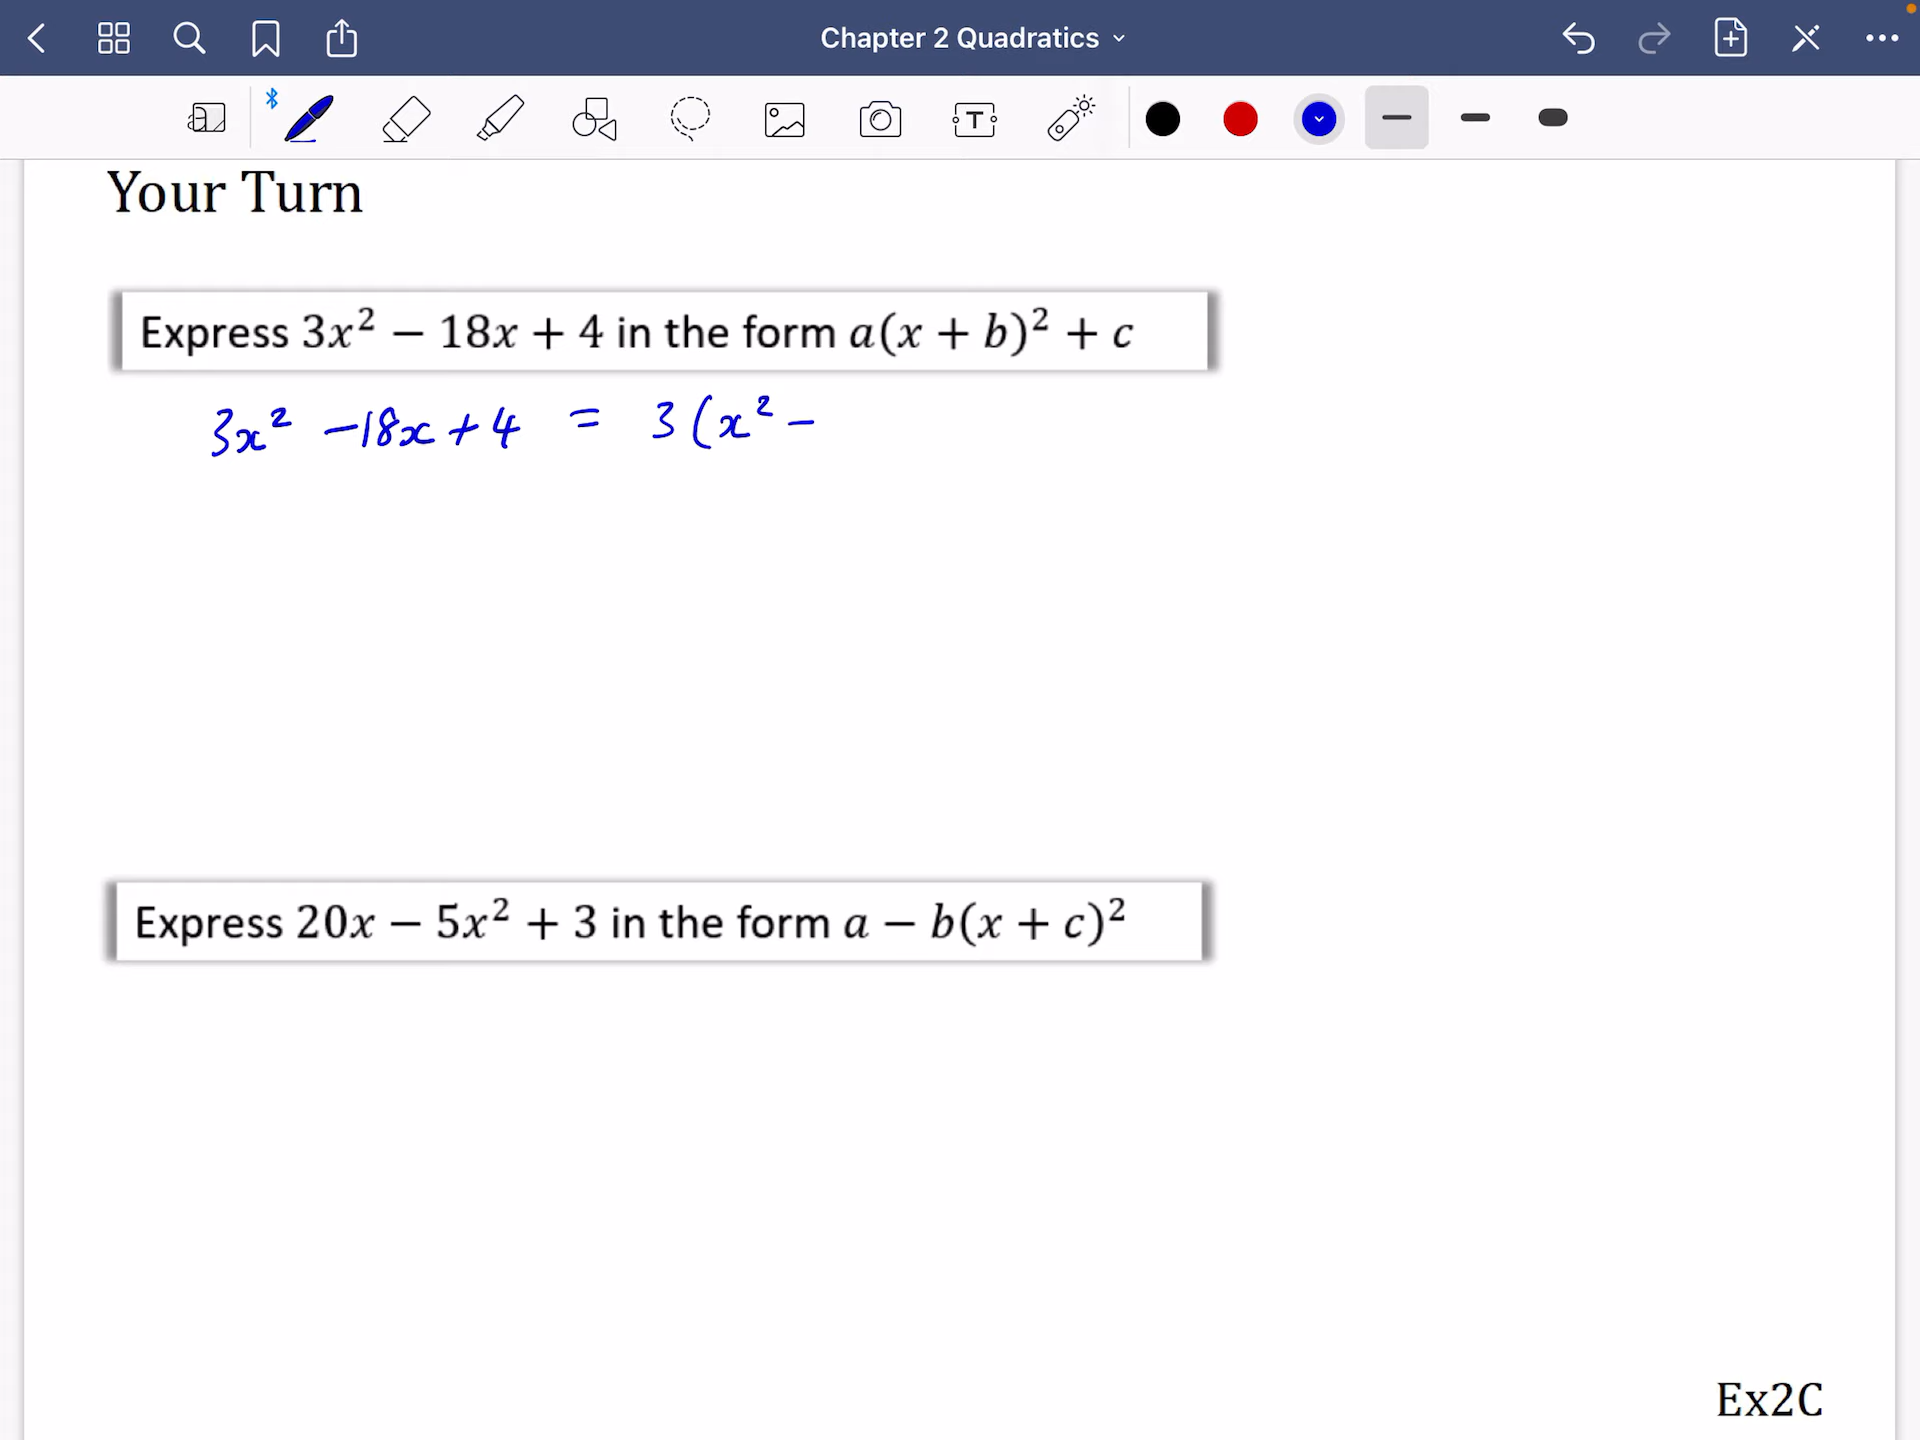 Chapter 2 Quadratics
Your Turn
Express 3x² − 18x + 4 in the form a(x + b)² + c
3x² −18x + 4 = 3(x² −
Express 20x − 5x² + 3 in the form a − b(x + c)²
Ex2C